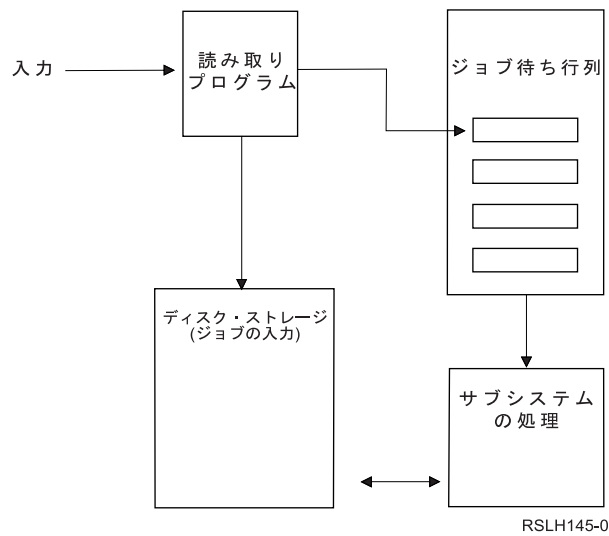 入力
読み取り
プログラム
ジョブ待ち行列
ディスク・ストレージ
(ジョブの入力)
サブシステム
の処理
RSLH145-0